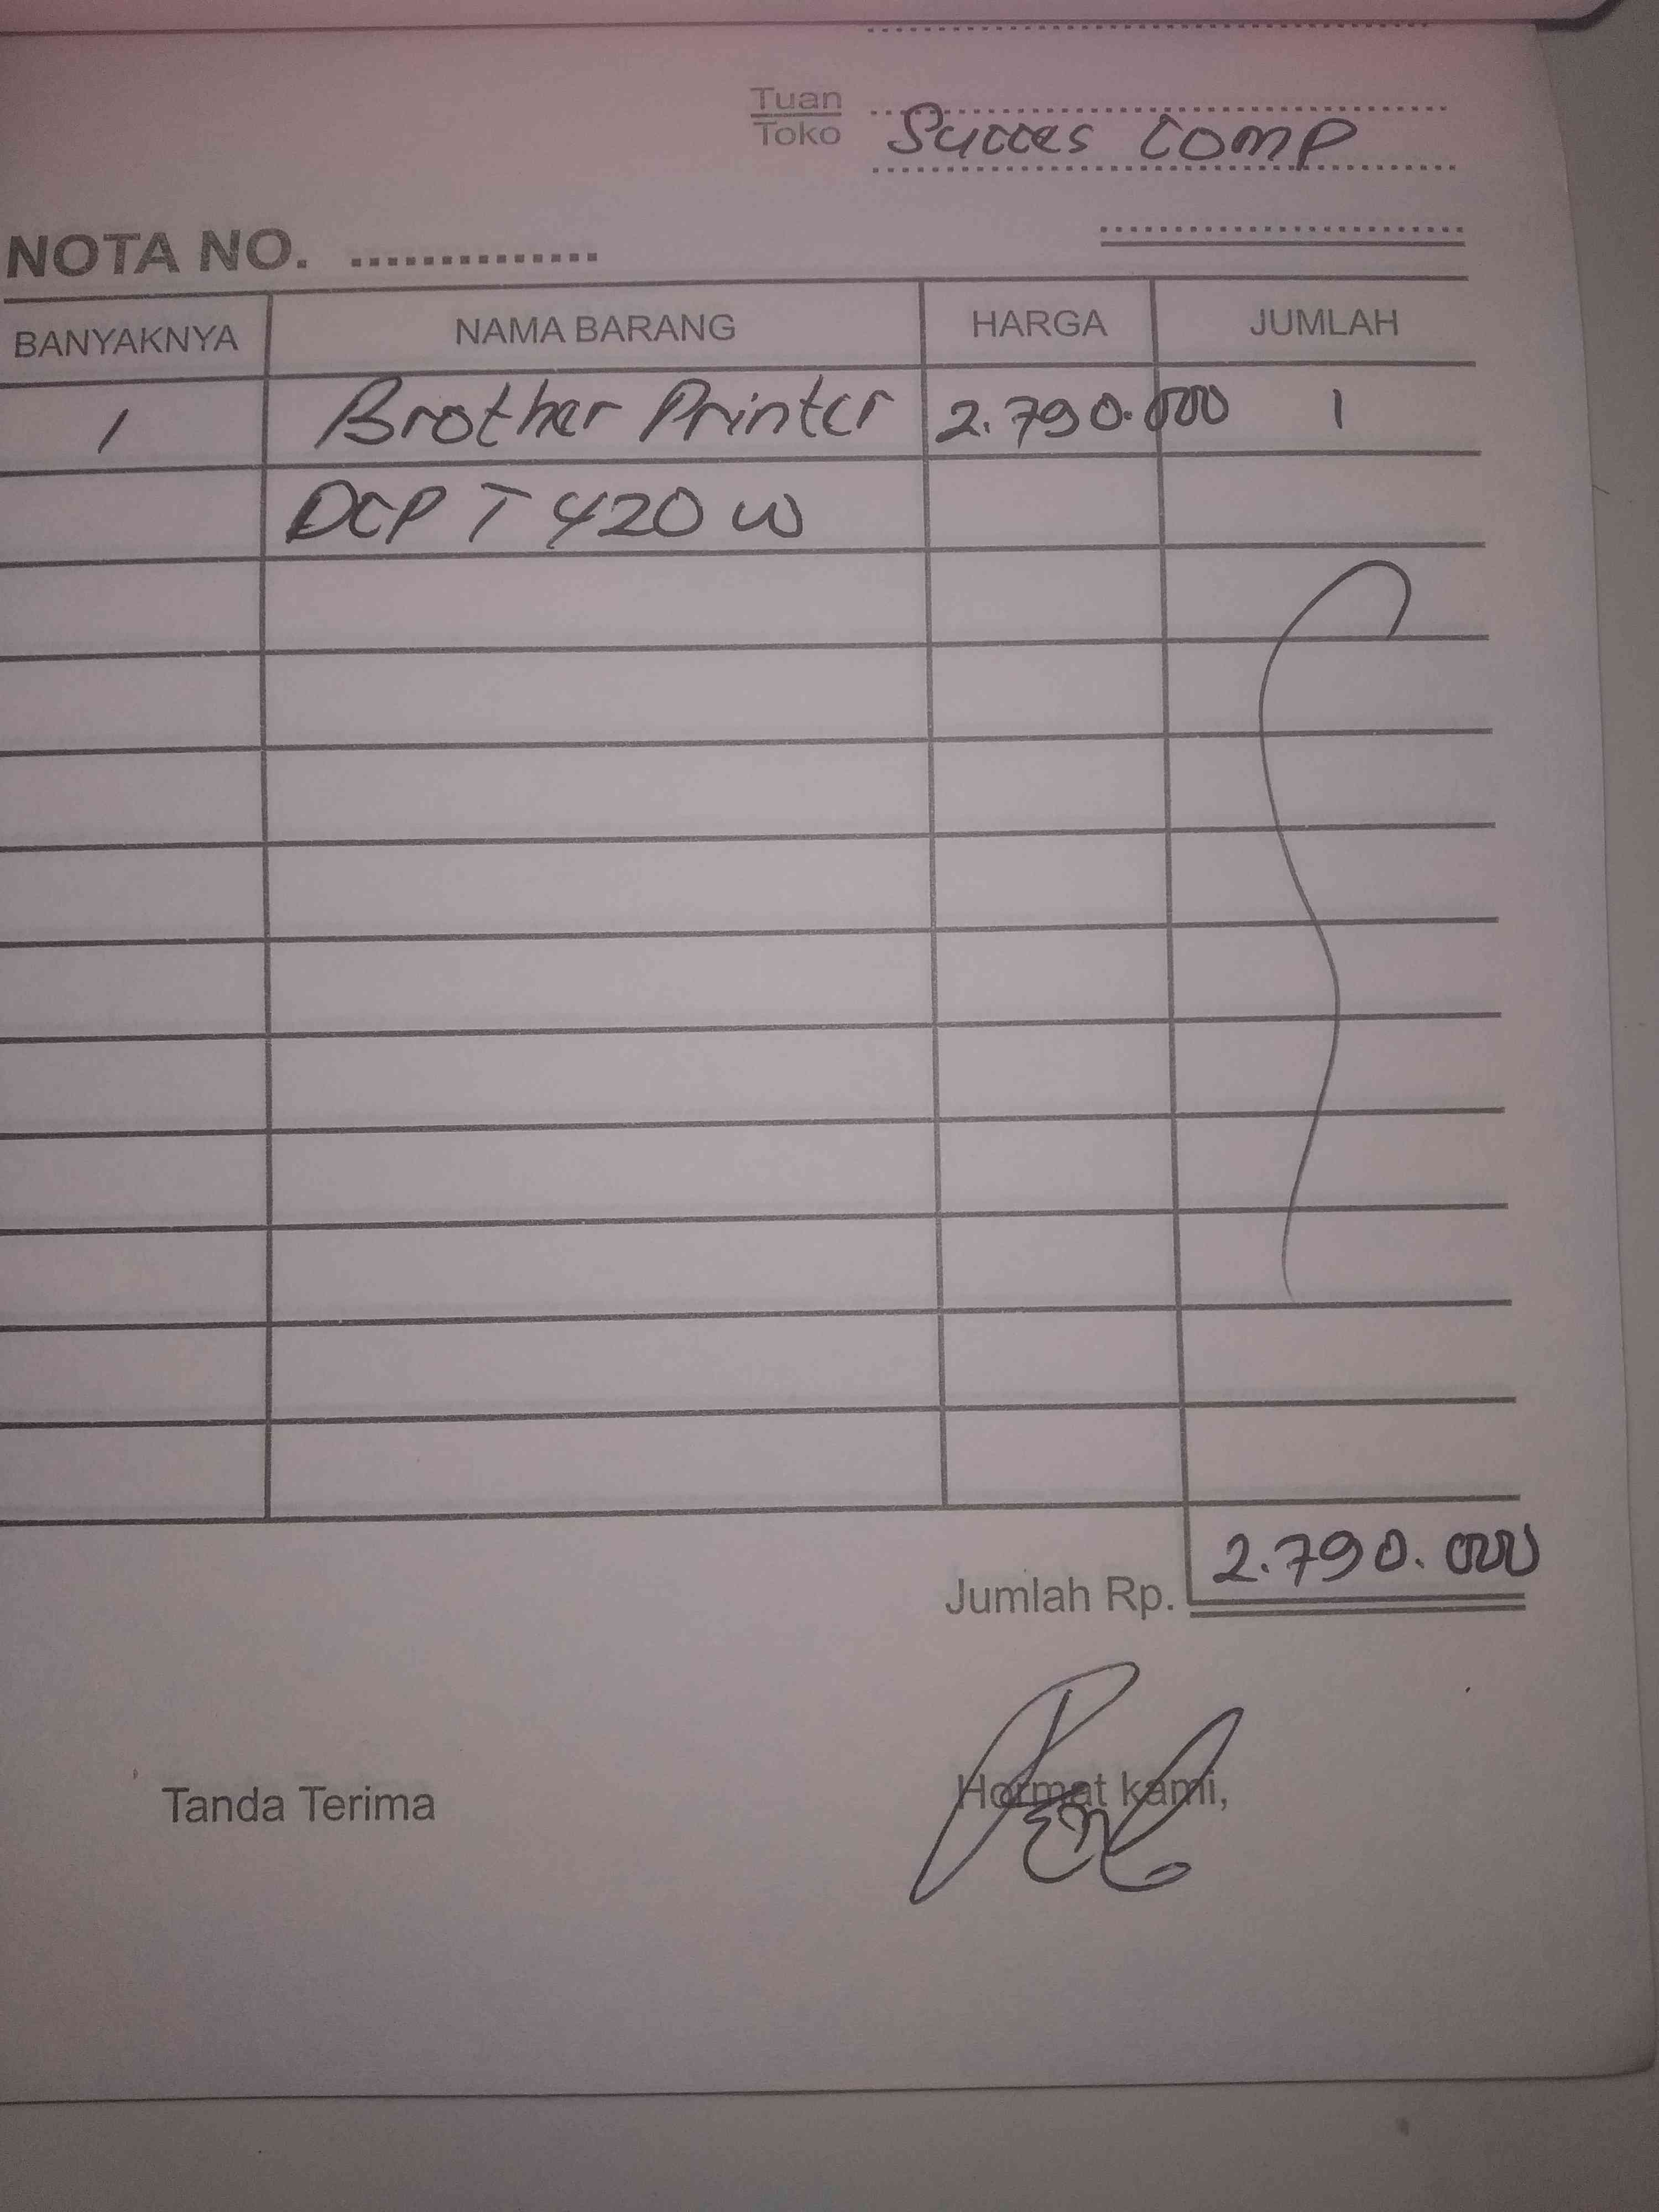 Tuan
Toko Succes Comp
NOTA NO. ..............
BANYAKNYA NAMA BARANG HARGA JUMLAH
1 Brother Printer 2.790.000 1
DCP T 420 W
Jumlah Rp. 2.790.000
Tanda Terima Hormat kami,